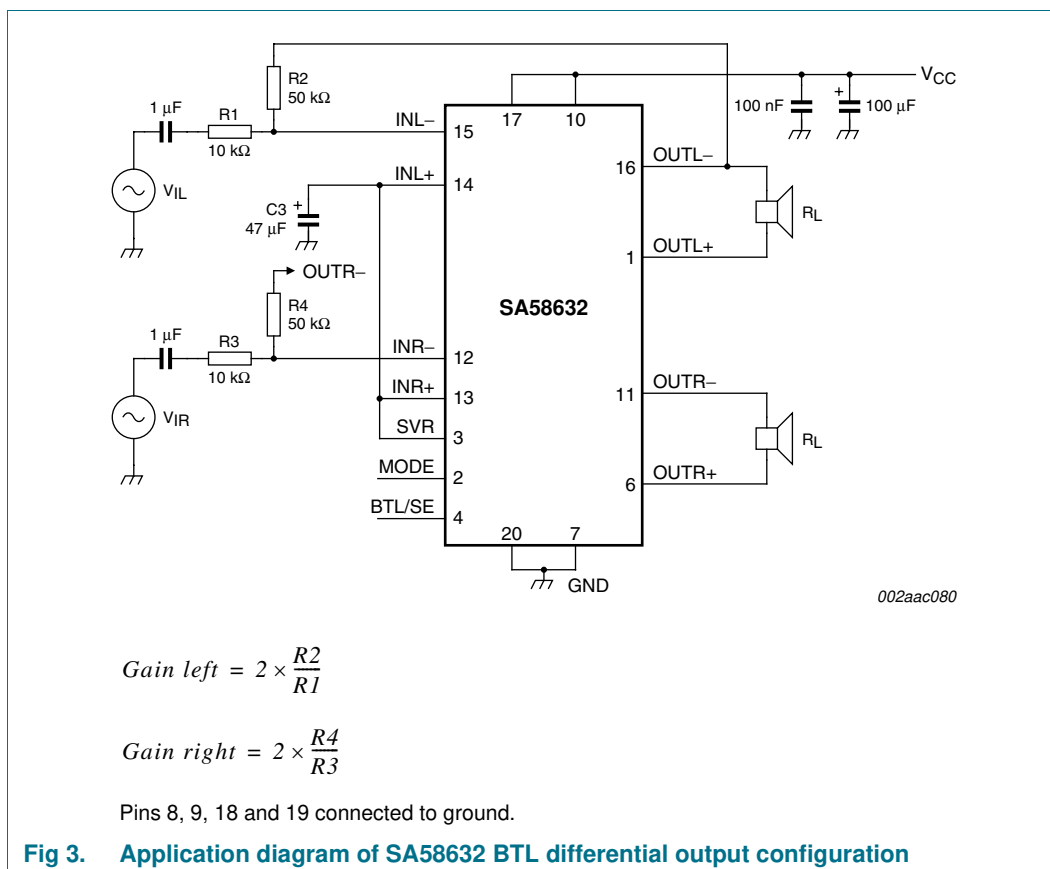 R2
50 kΩ
VCC
1 μF
R1
10 kΩ
INL−
15
17
10
100 nF
+
100 μF
OUTL−
16
INL+
14
VIL
C3
+
47 μF
RL
OUTL+
1
OUTR−
SA58632
R4
50 kΩ
1 μF
R3
10 kΩ
INR−
12
OUTR−
11
INR+
13
VIR
SVR
3
RL
MODE
2
OUTR+
6
BTL/SE
4
20
7
GND
002aac080
Gain left = 2 × R2/R1
Gain right = 2 × R4/R3
Pins 8, 9, 18 and 19 connected to ground.
Fig 3. Application diagram of SA58632 BTL differential output configuration